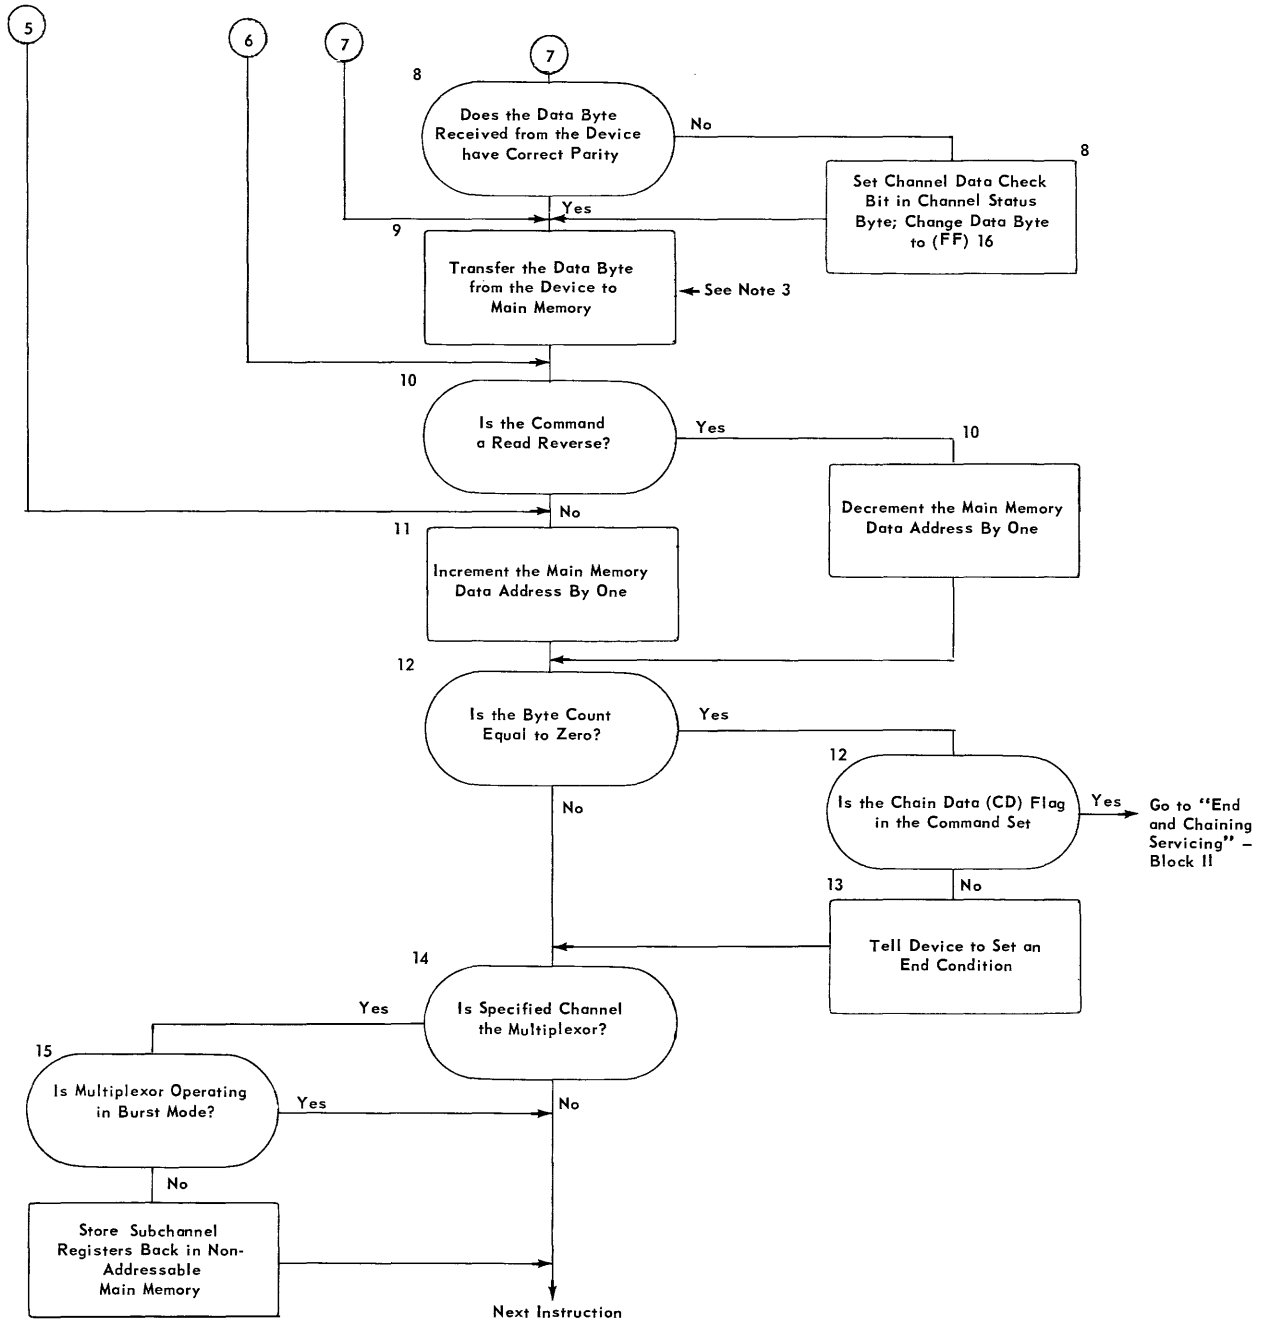 5
6
7
7
8
Does the Data Byte
Received from the Device
have Correct Parity
No
8
Set Channel Data Check
Bit in Channel Status
Byte; Change Data Byte
to (FF) 16
Yes
9
Transfer the Data Byte
from the Device to
Main Memory
See Note 3
10
Is the Command
a Read Reverse?
Yes
10
Decrement the Main Memory
Data Address By One
No
11
Increment the Main Memory
Data Address By One
12
Is the Byte Count
Equal to Zero?
Yes
12
Is the Chain Data (CD) Flag
in the Command Set
Yes
Go to "End
and Chaining
Servicing" –
Block II
No
No
13
Tell Device to Set an
End Condition
14
Is Specified Channel
the Multiplexor?
Yes
15
Is Multiplexor Operating
in Burst Mode?
Yes
No
No
Store Subchannel
Registers Back in Non-
Addressable
Main Memory
Next Instruction